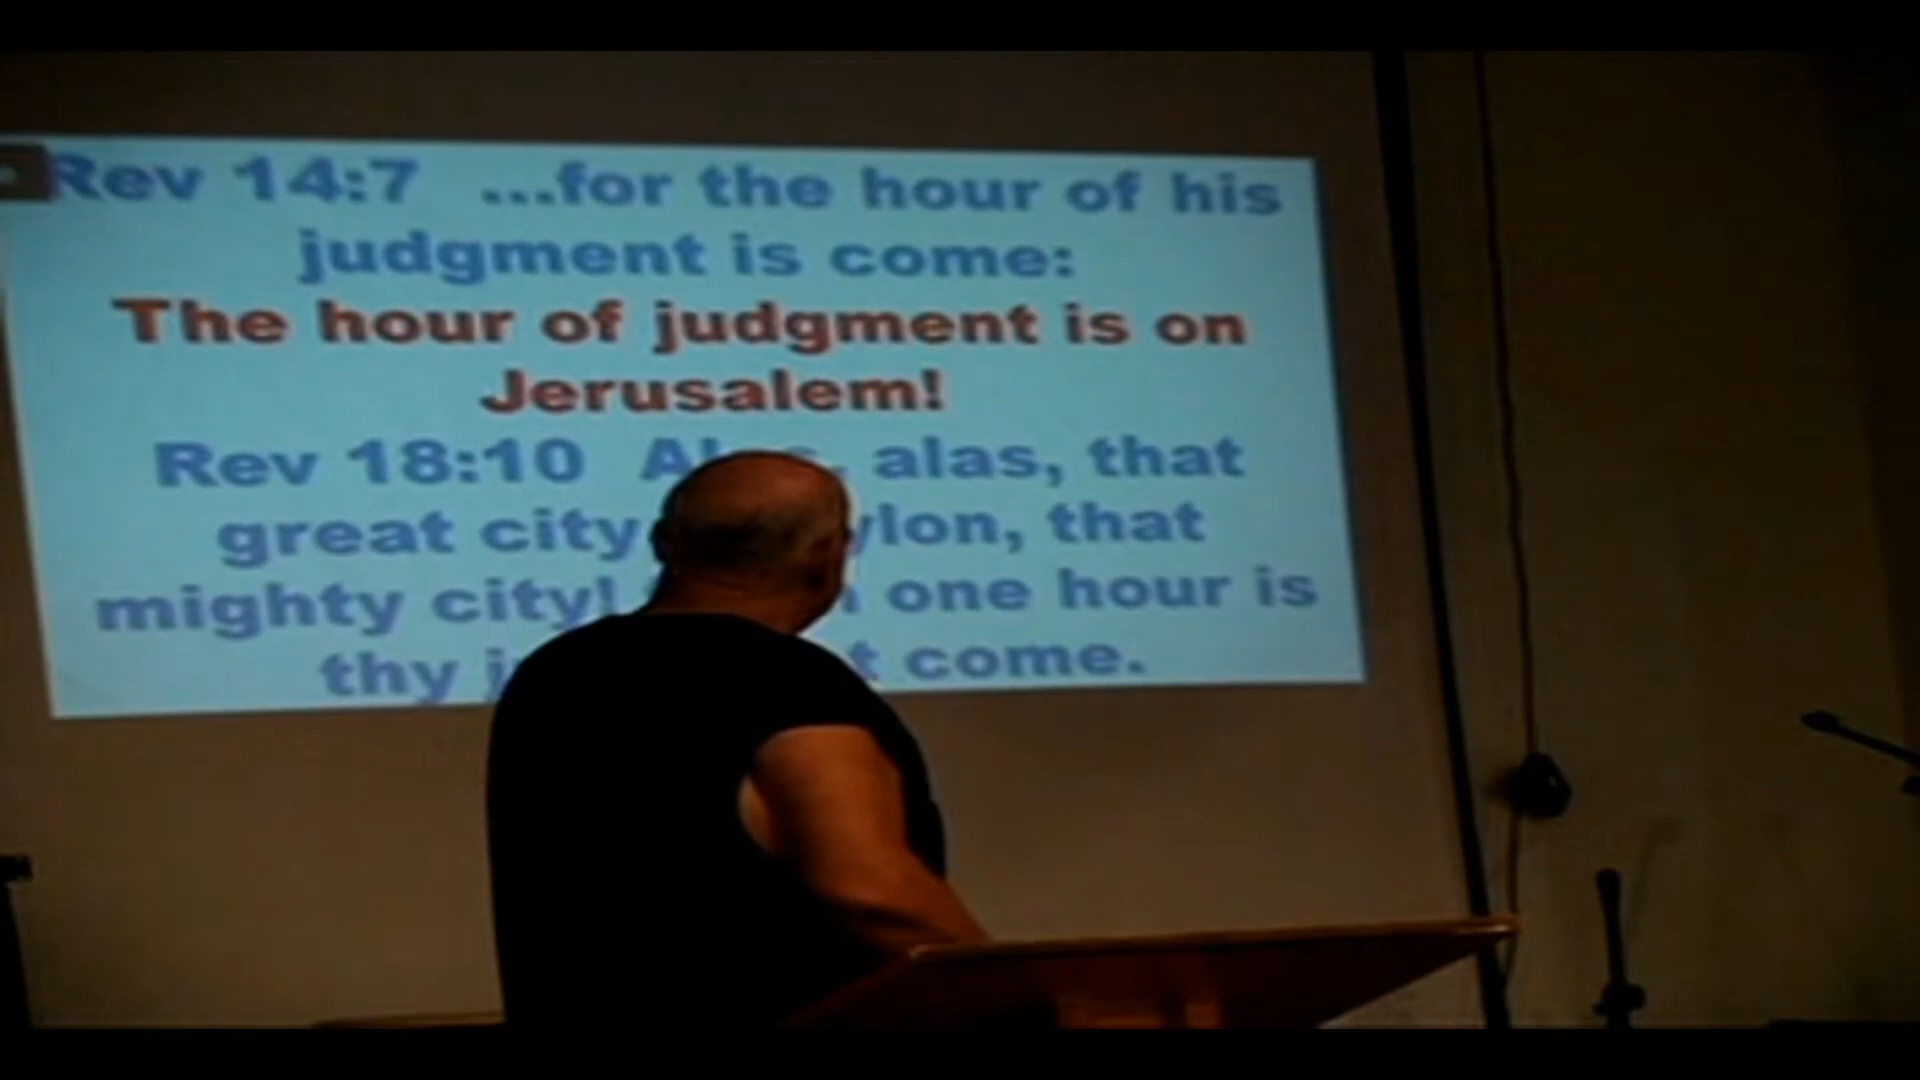 Rev 14:7 ...for the hour of his
judgment is come:
The hour of judgment is on
Jerusalem!
Rev 18:10 alas, that
great city that
mighty city! one hour is
thy come.